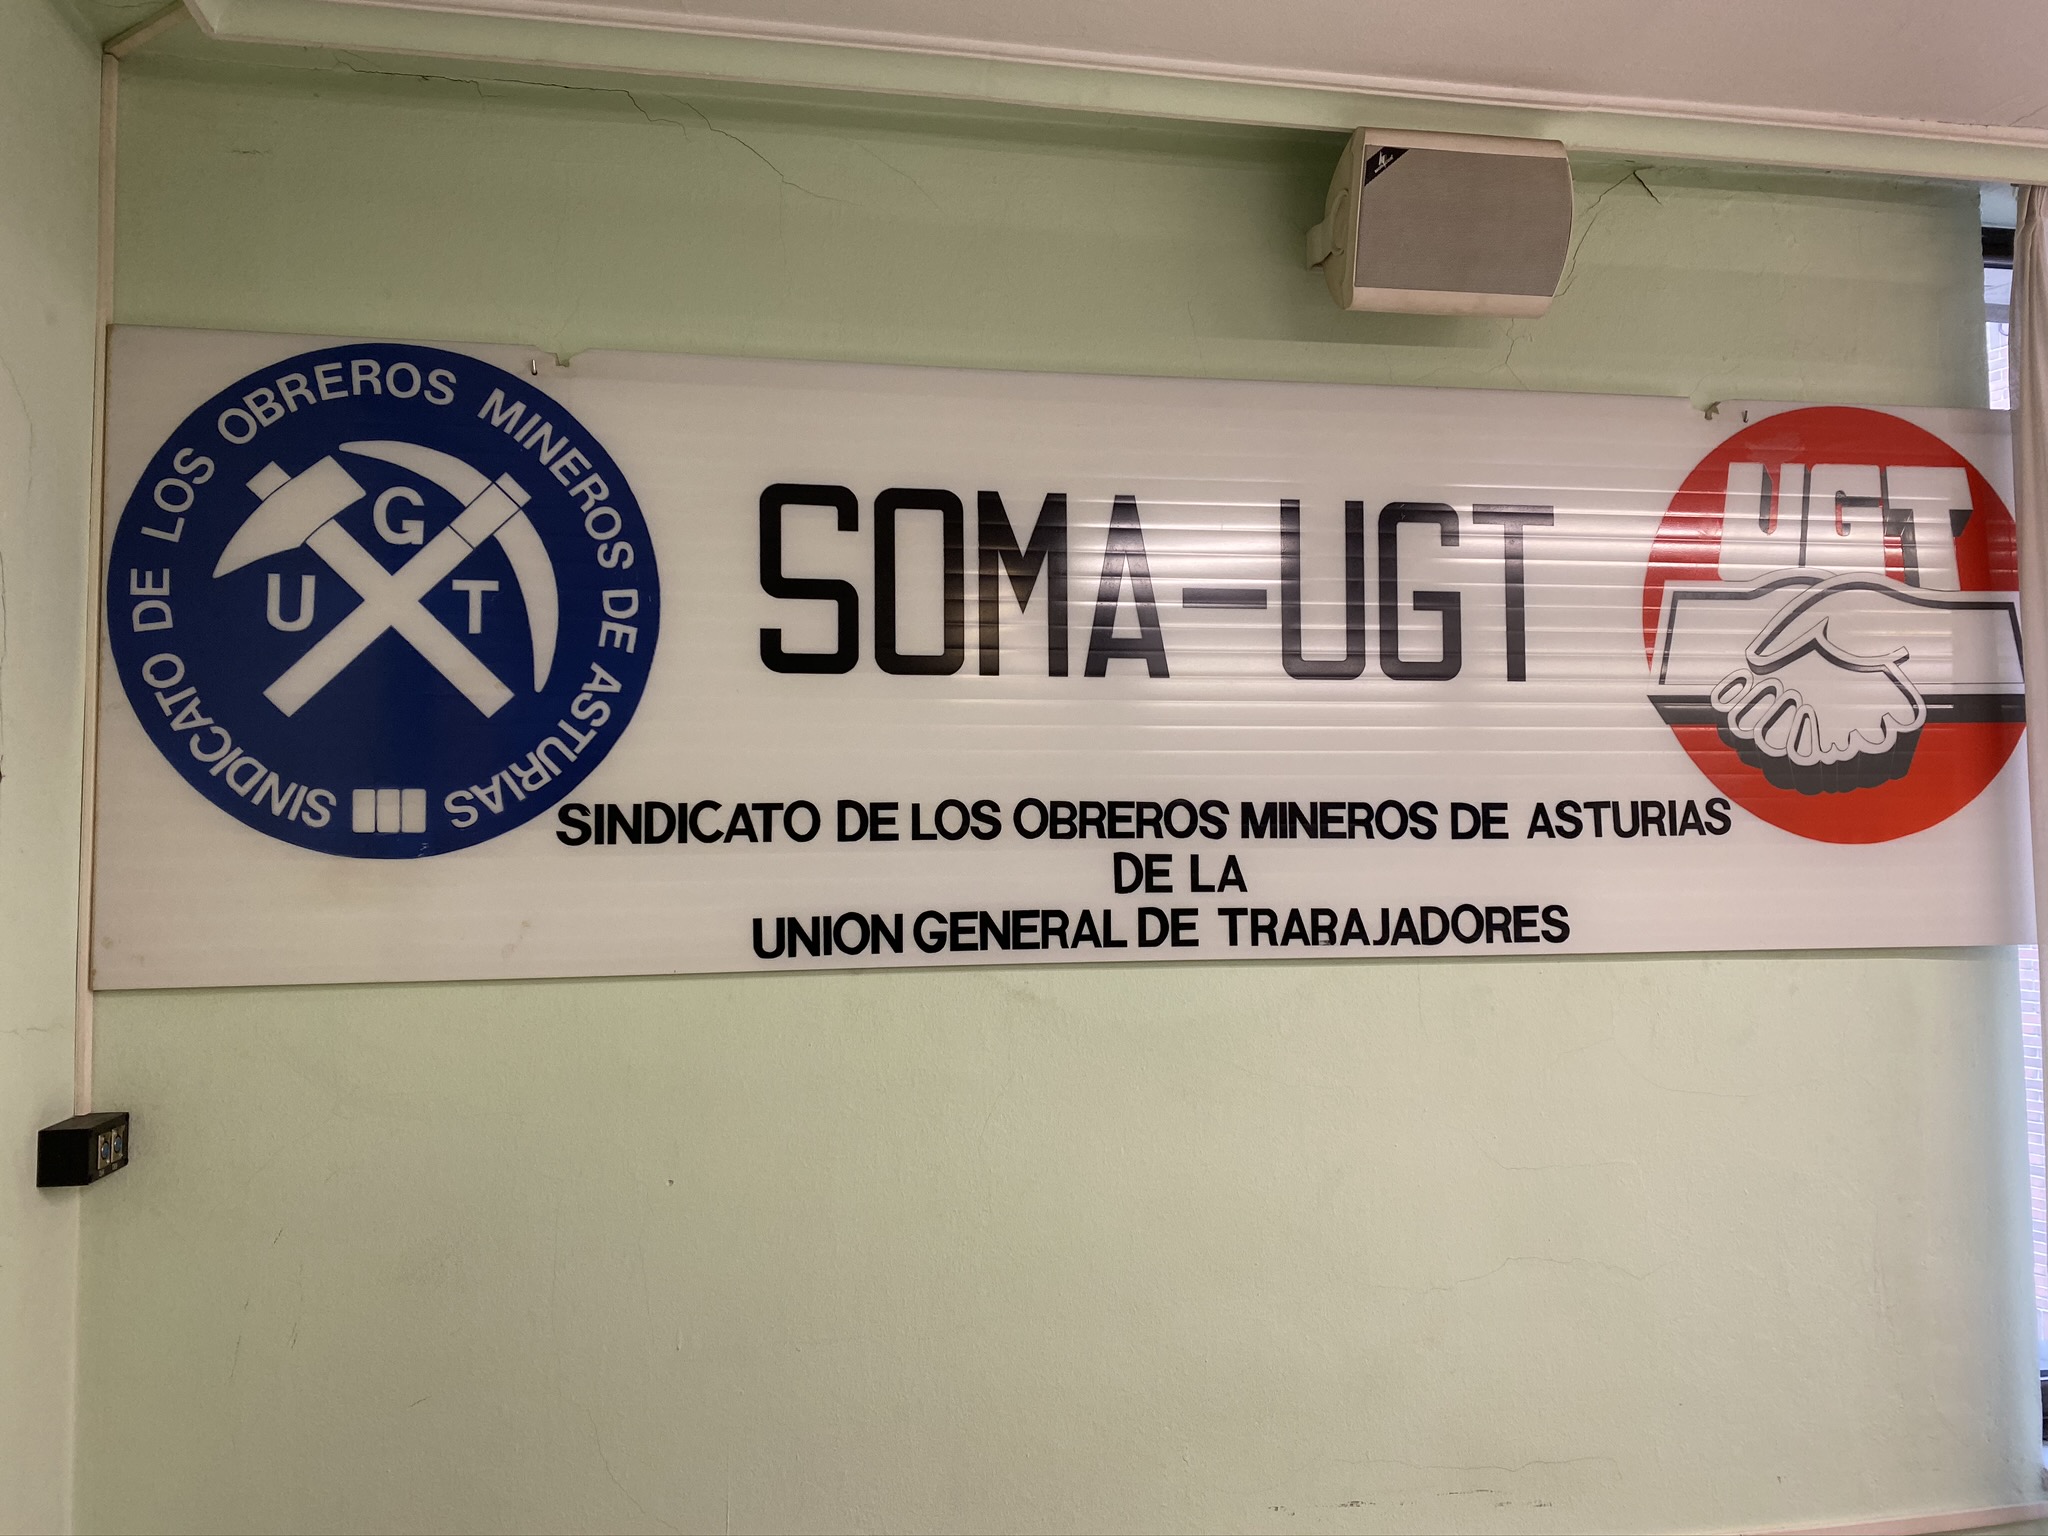 SINDICATO DE LOS OBREROS MINEROS DE ASTURIAS
U G T
SOMA-UGT
UGT
SINDICATO DE LOS OBREROS MINEROS DE ASTURIAS
DE LA
UNION GENERAL DE TRABAJADORES